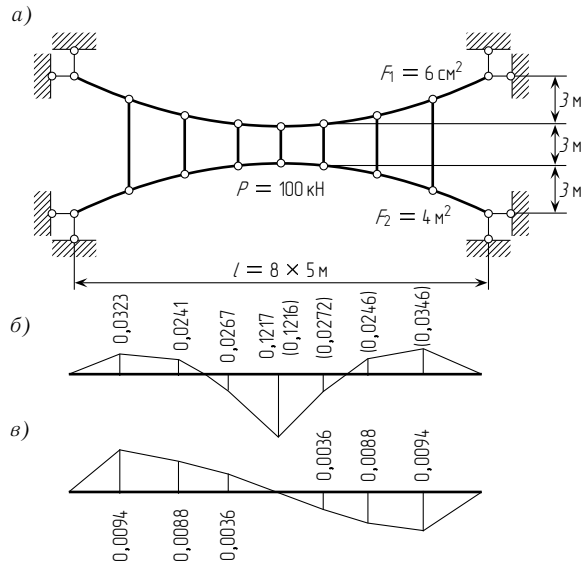 а)
F₁ = 6 см²
3 м
3 м
P = 100 кН
3 м
F₂ = 4 м²
l = 8 × 5 м
б)
0,0323
0,0241
0,0267
0,1217
(0,1216)
(0,0272)
(0,0246)
(0,0346)
в)
0,0036
0,0088
0,0094
0,0094
0,0088
0,0036